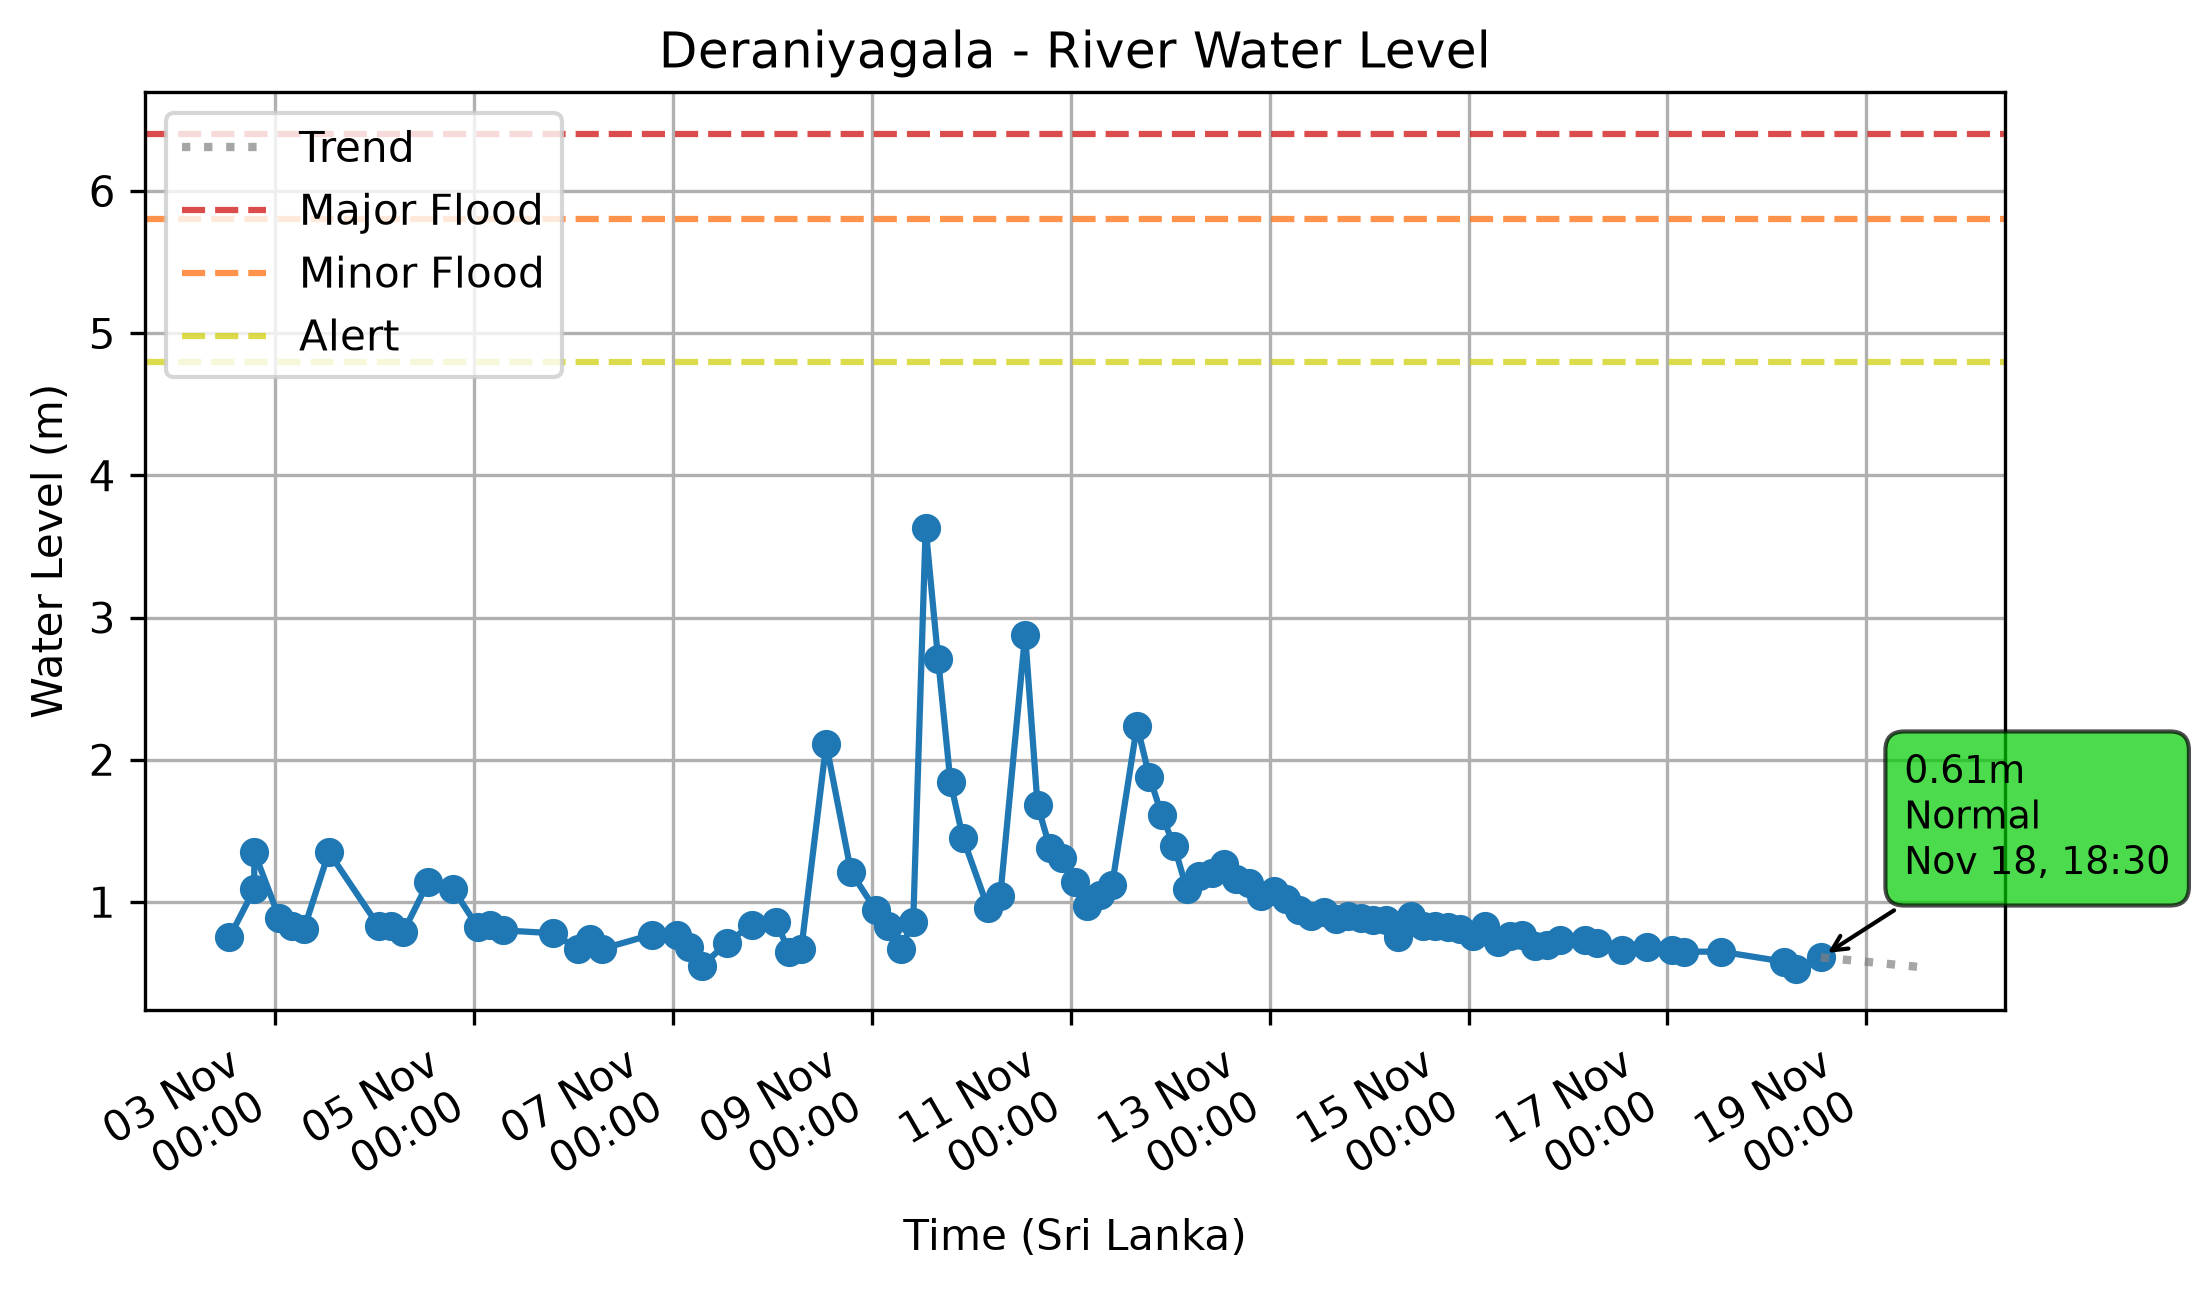 Deraniyagala - River Water Level
Trend
Major Flood
Minor Flood
Alert
6
5
4
3
2
1
Water Level (m)
0.61m
Normal
Nov 18, 18:30
03 Nov
00:00
05 Nov
00:00
07 Nov
00:00
09 Nov
00:00
11 Nov
00:00
13 Nov
00:00
15 Nov
00:00
17 Nov
00:00
19 Nov
00:00
Time (Sri Lanka)